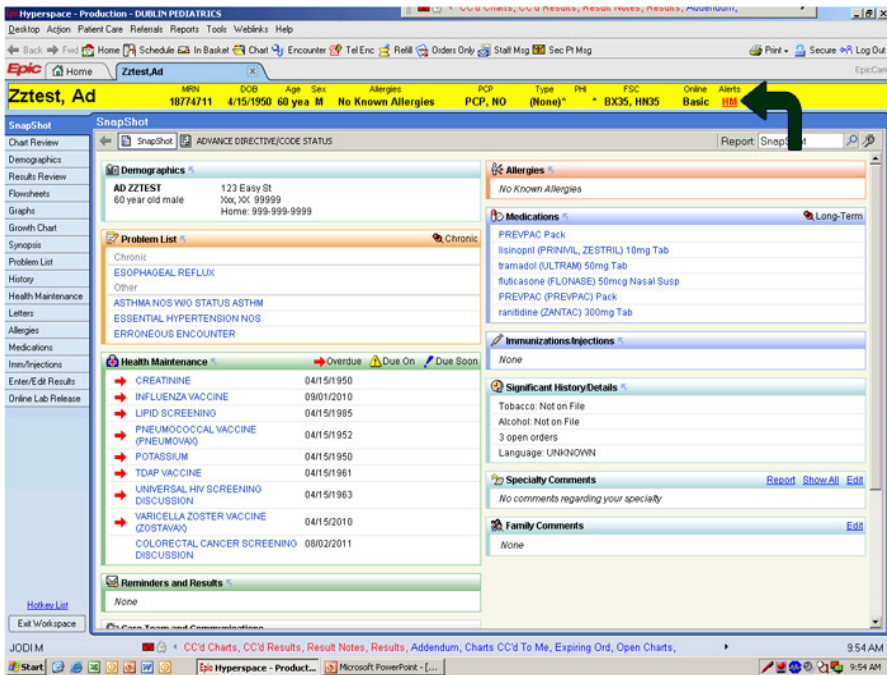 Hyperspace - Production - DUBLIN PEDIATRICS
CC'd Charts, CC'd Results, Result Notes, Results, Addendum,
Desktop Action Patient Care Referrals Reports Tools Weblinks Help
Back Fwd Home Schedule In Basket Chart Encounter Tel Enc Refill Orders Only Staff Msg Sec Pt Msg Print Secure Log Out
Epic Home Zztest,Ad EpicCare
MRN DOB Age Sex Allergies PCP Type PHI FSC Online Alerts
Zztest, Ad 18774711 4/15/1950 60 yea M No Known Allergies PCP, NO (None)* * BX35, HN35 Basic HM
SnapShot
Chart Review
Demographics
Results Review
Flowsheets
Graphs
Growth Chart
Synopsis
Problem List
History
Health Maintenance
Letters
Allergies
Medications
Imm/Injections
Enter/Edit Results
Online Lab Release
Hotkey List
Exit Workspace
SnapShot
SnapShot ADVANCE DIRECTIVE/CODE STATUS Report
Demographics
AD ZZTEST 123 Easy St
60 year old male Xxx, XX 99999
Home: 999-999-9999
Problem List Chronic
Chronic
ESOPHAGEAL REFLUX
Other
ASTHMA NOS W/O STATUS ASTHM
ESSENTIAL HYPERTENSION NOS
ERRONEOUS ENCOUNTER
Health Maintenance Overdue Due On Due Soon
CREATININE 04/15/1950
INFLUENZA VACCINE 09/01/2010
LIPID SCREENING 04/15/1985
PNEUMOCOCCAL VACCINE 04/15/1952
(PNEUMOVAX)
POTASSIUM 04/15/1950
TDAP VACCINE 04/15/1961
UNIVERSAL HIV SCREENING 04/15/1963
DISCUSSION
VARICELLA ZOSTER VACCINE 04/15/2010
(ZOSTAVAX)
COLORECTAL CANCER SCREENING 08/02/2011
DISCUSSION
Reminders and Results
None
Care Team and Communications
Allergies
No Known Allergies
Medications Long-Term
PREVPAC Pack
lisinopril (PRINIVIL, ZESTRIL) 10mg Tab
tramadol (ULTRAM) 50mg Tab
fluticasone (FLONASE) 50mcg Nasal Susp
PREVPAC (PREVPAC) Pack
ranitidine (ZANTAC) 300mg Tab
Immunizations/Injections
None
Significant History/Details
Tobacco: Not on File
Alcohol: Not on File
3 open orders
Language: UNKNOWN
Specialty Comments Report Show All Edit
No comments regarding your specialty
Family Comments Edit
None
JODI M CC'd Charts, CC'd Results, Result Notes, Results, Addendum, Charts CC'd To Me, Expiring Ord, Open Charts, 9:54 AM
Start Hyperspace - Product... Microsoft PowerPoint - [... 9:54 AM